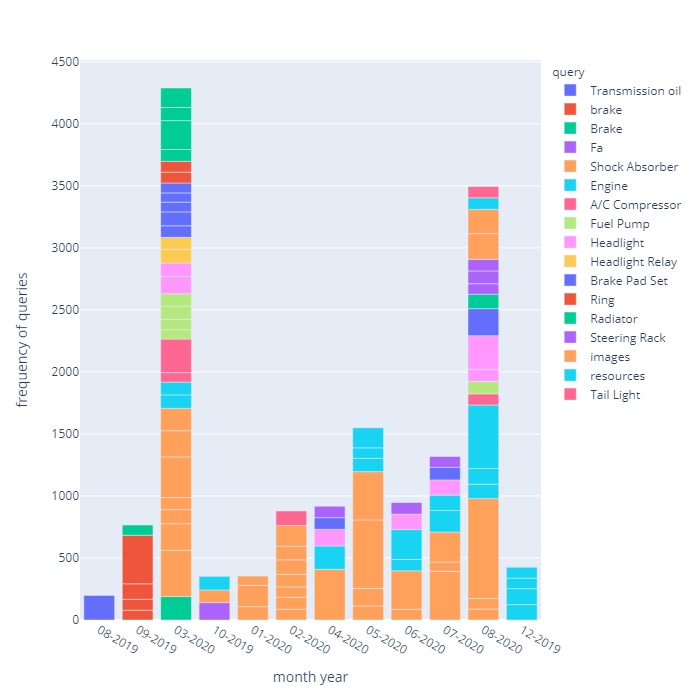 4500
4000
3500
3000
2500
2000
1500
1000
500
0
frequency of queries
08-2019
09-2019
03-2020
10-2019
01-2020
02-2020
04-2020
05-2020
06-2020
07-2020
08-2020
12-2019
month year
query
Transmission oil
brake
Brake
Fa
Shock Absorber
Engine
A/C Compressor
Fuel Pump
Headlight
Headlight Relay
Brake Pad Set
Ring
Radiator
Steering Rack
images
resources
Tail Light